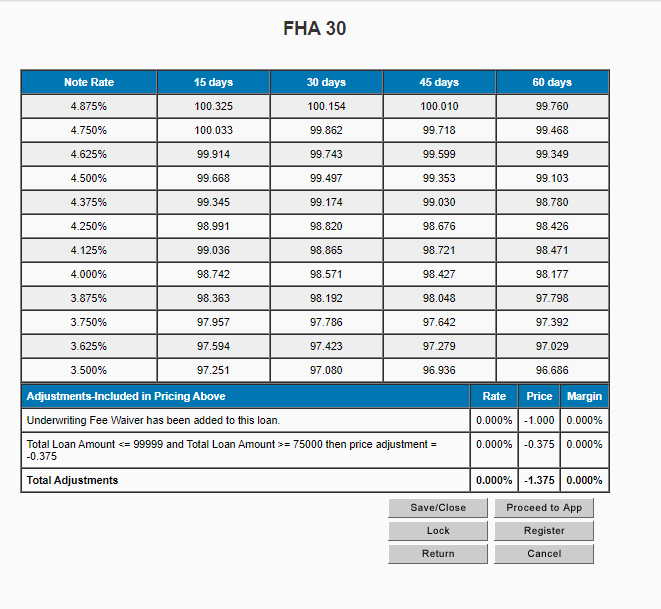 FHA 30
Note Rate 15 days 30 days 45 days 60 days
4.875% 100.325 100.154 100.010 99.760
4.750% 100.033 99.862 99.718 99.468
4.625% 99.914 99.743 99.599 99.349
4.500% 99.668 99.497 99.353 99.103
4.375% 99.345 99.174 99.030 98.780
4.250% 98.991 98.820 98.676 98.426
4.125% 99.036 98.865 98.721 98.471
4.000% 98.742 98.571 98.427 98.177
3.875% 98.363 98.192 98.048 97.798
3.750% 97.957 97.786 97.642 97.392
3.625% 97.594 97.423 97.279 97.029
3.500% 97.251 97.080 96.936 96.686
Adjustments-Included in Pricing Above Rate Price Margin
Underwriting Fee Waiver has been added to this loan. 0.000% -1.000 0.000%
Total Loan Amount <= 99999 and Total Loan Amount >= 75000 then price adjustment = 0.000% -0.375 0.000%
-0.375
Total Adjustments 0.000% -1.375 0.000%
Save/Close Proceed to App
Lock Register
Return Cancel